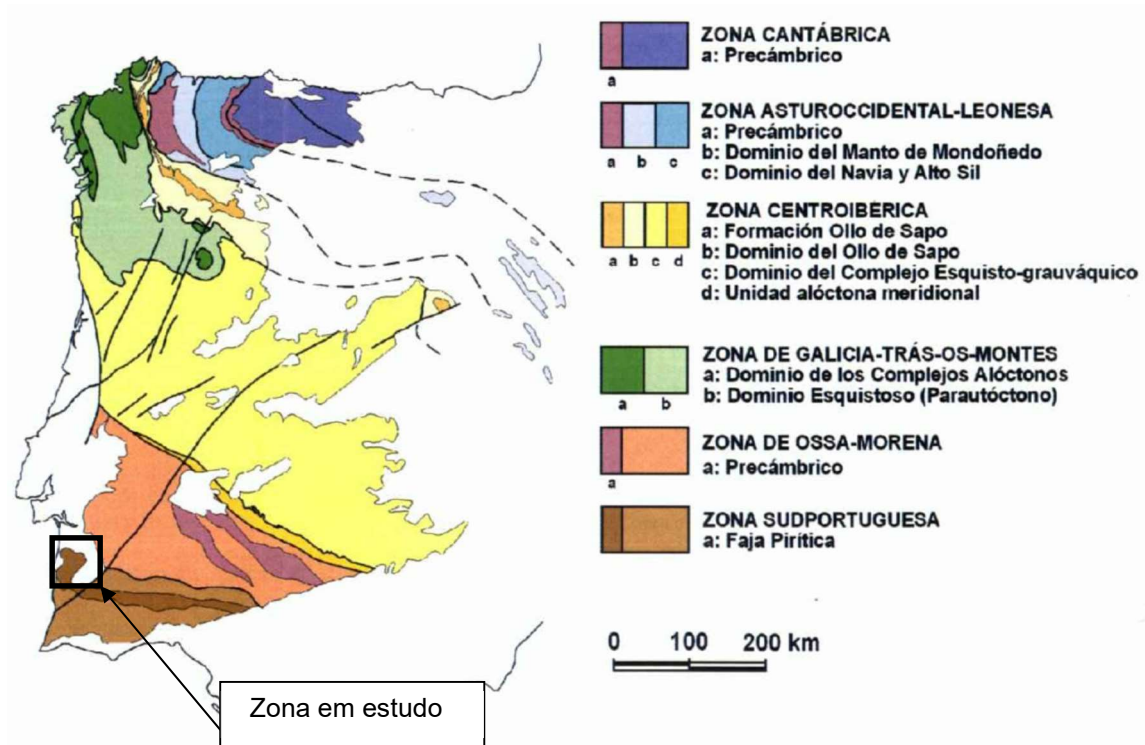 ZONA CANTÁBRICA
a: Precámbrico
a
ZONA ASTUROCCIDENTAL-LEONESA
a: Precámbrico
b: Dominio del Manto de Mondoñedo
c: Dominio del Navia y Alto Sil
a b c
ZONA CENTROIBÉRICA
a: Formación Ollo de Sapo
b: Dominio del Ollo de Sapo
c: Dominio del Complejo Esquisto-grauváquico
d: Unidad alóctona meridional
a b c d
ZONA DE GALICIA-TRÁS-OS-MONTES
a: Dominio de los Complejos Alóctonos
b: Dominio Esquistoso (Parautóctono)
a b
ZONA DE OSSA-MORENA
a: Precámbrico
a
ZONA SUDPORTUGUESA
a: Faja Pirítica
0 100 200 km
Zona em estudo